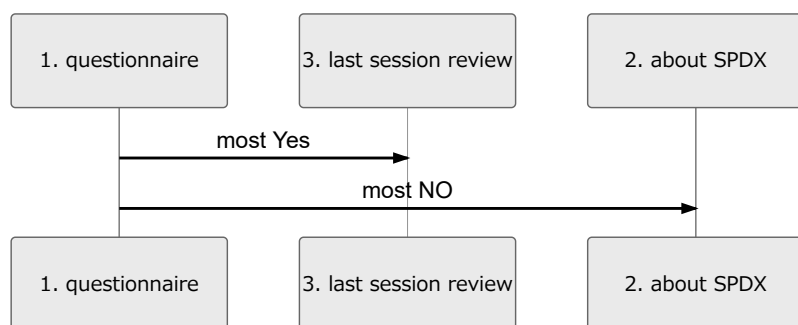 1. questionnaire
3. last session review
2. about SPDX
most Yes
most NO
1. questionnaire
3. last session review
2. about SPDX